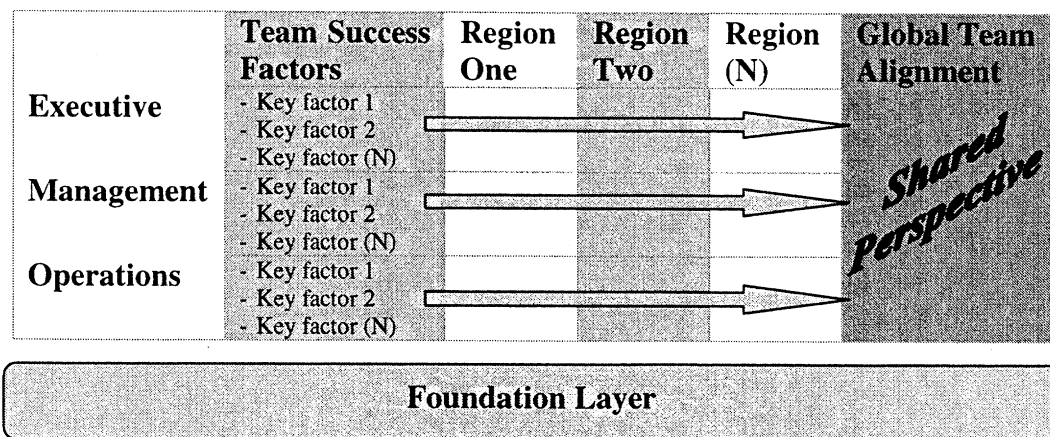 Team Success Factors
Region One
Region Two
Region (N)
Global Team Alignment
Executive
- Key factor 1
- Key factor 2
- Key factor (N)
Management
- Key factor 1
- Key factor 2
- Key factor (N)
Operations
- Key factor 1
- Key factor 2
- Key factor (N)
Shared
Perspective
Foundation Layer